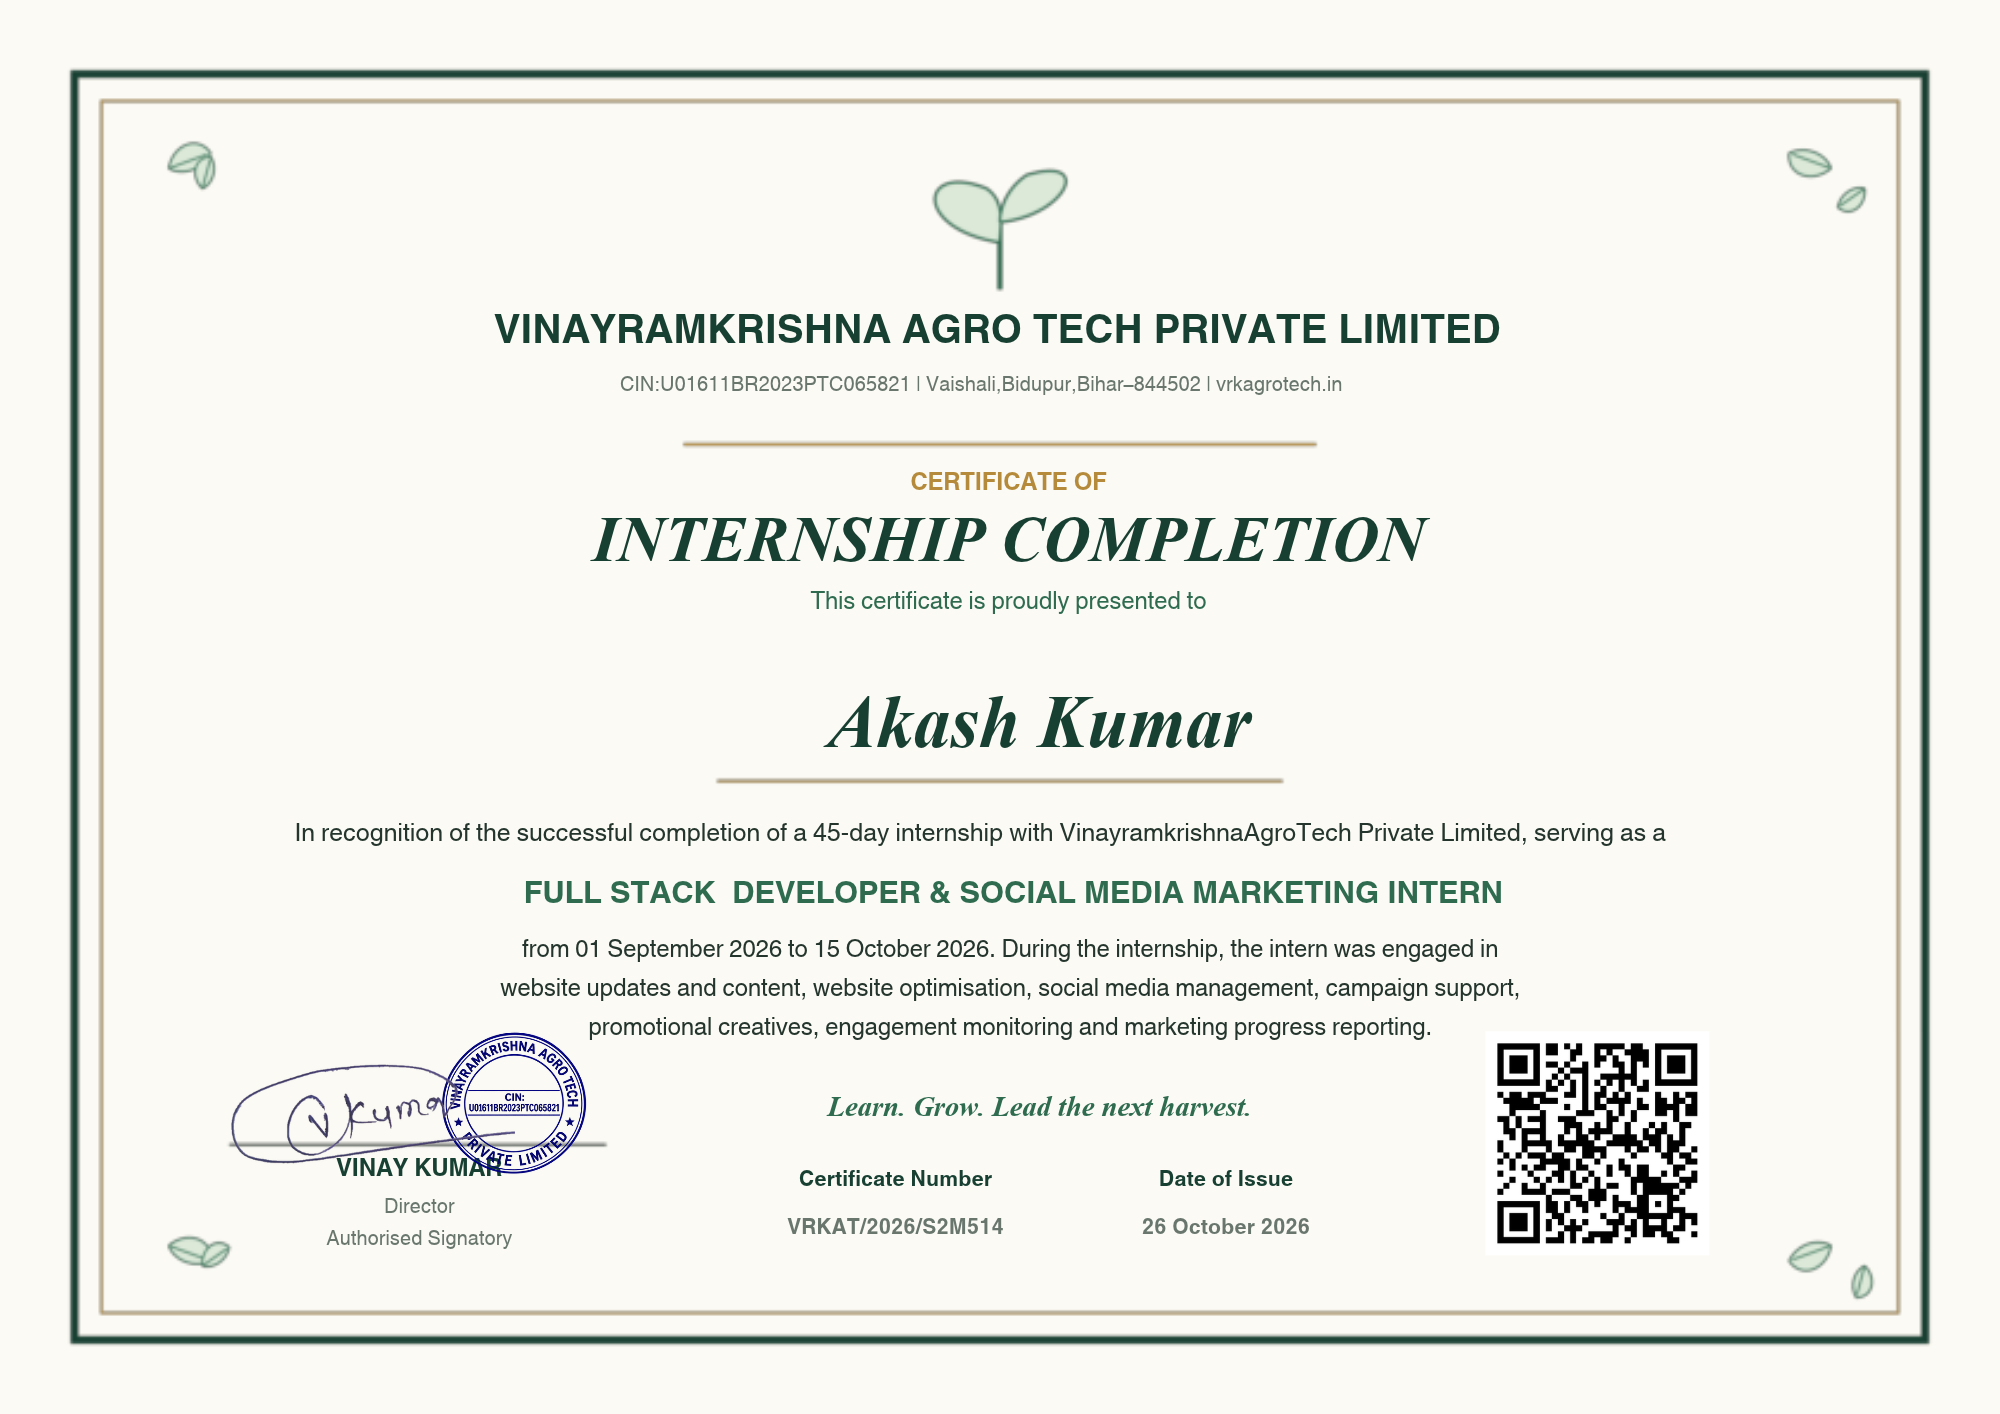 VINAYRAMKRISHNA AGRO TECH PRIVATE LIMITED
CIN:U01611BR2023PTC065821 | Vaishali,Bidupur,Bihar–844502 | vrkagrotech.in
CERTIFICATE OF
INTERNSHIP COMPLETION
This certificate is proudly presented to
Akash Kumar
In recognition of the successful completion of a 45-day internship with VinayramkrishnaAgroTech Private Limited, serving as a
FULL STACK  DEVELOPER & SOCIAL MEDIA MARKETING INTERN
from 01 September 2026 to 15 October 2026. During the internship, the intern was engaged in
website updates and content, website optimisation, social media management, campaign support,
promotional creatives, engagement monitoring and marketing progress reporting.
VINAYRAMKRISHNA AGRO TECH
CIN:
U01611BR2023PTC065821
★ PRIVATE LIMITED ★
V Kumar
Learn. Grow. Lead the next harvest.
VINAY KUMAR
Director
Authorised Signatory
Certificate Number
VRKAT/2026/S2M514
Date of Issue
26 October 2026